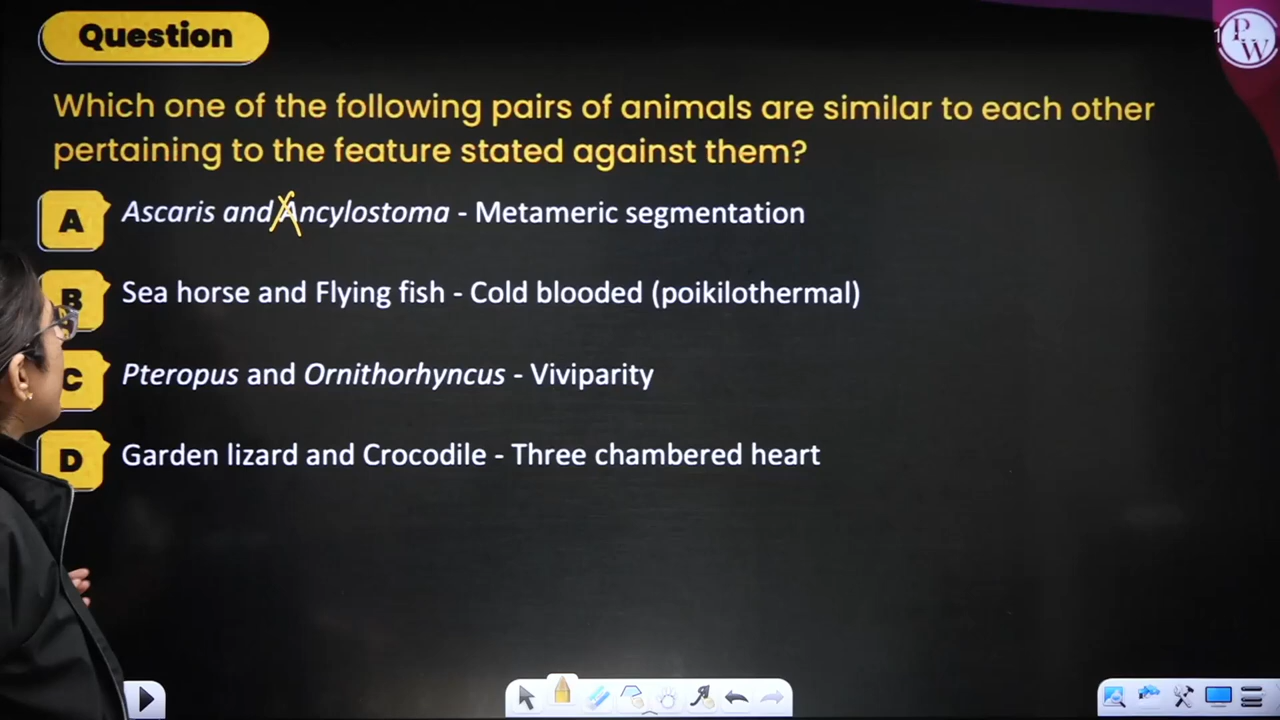 Question
PW
Which one of the following pairs of animals are similar to each other
pertaining to the feature stated against them?
A Ascaris and Ancylostoma - Metameric segmentation
B Sea horse and Flying fish - Cold blooded (poikilothermal)
C Pteropus and Ornithorhyncus - Viviparity
D Garden lizard and Crocodile - Three chambered heart